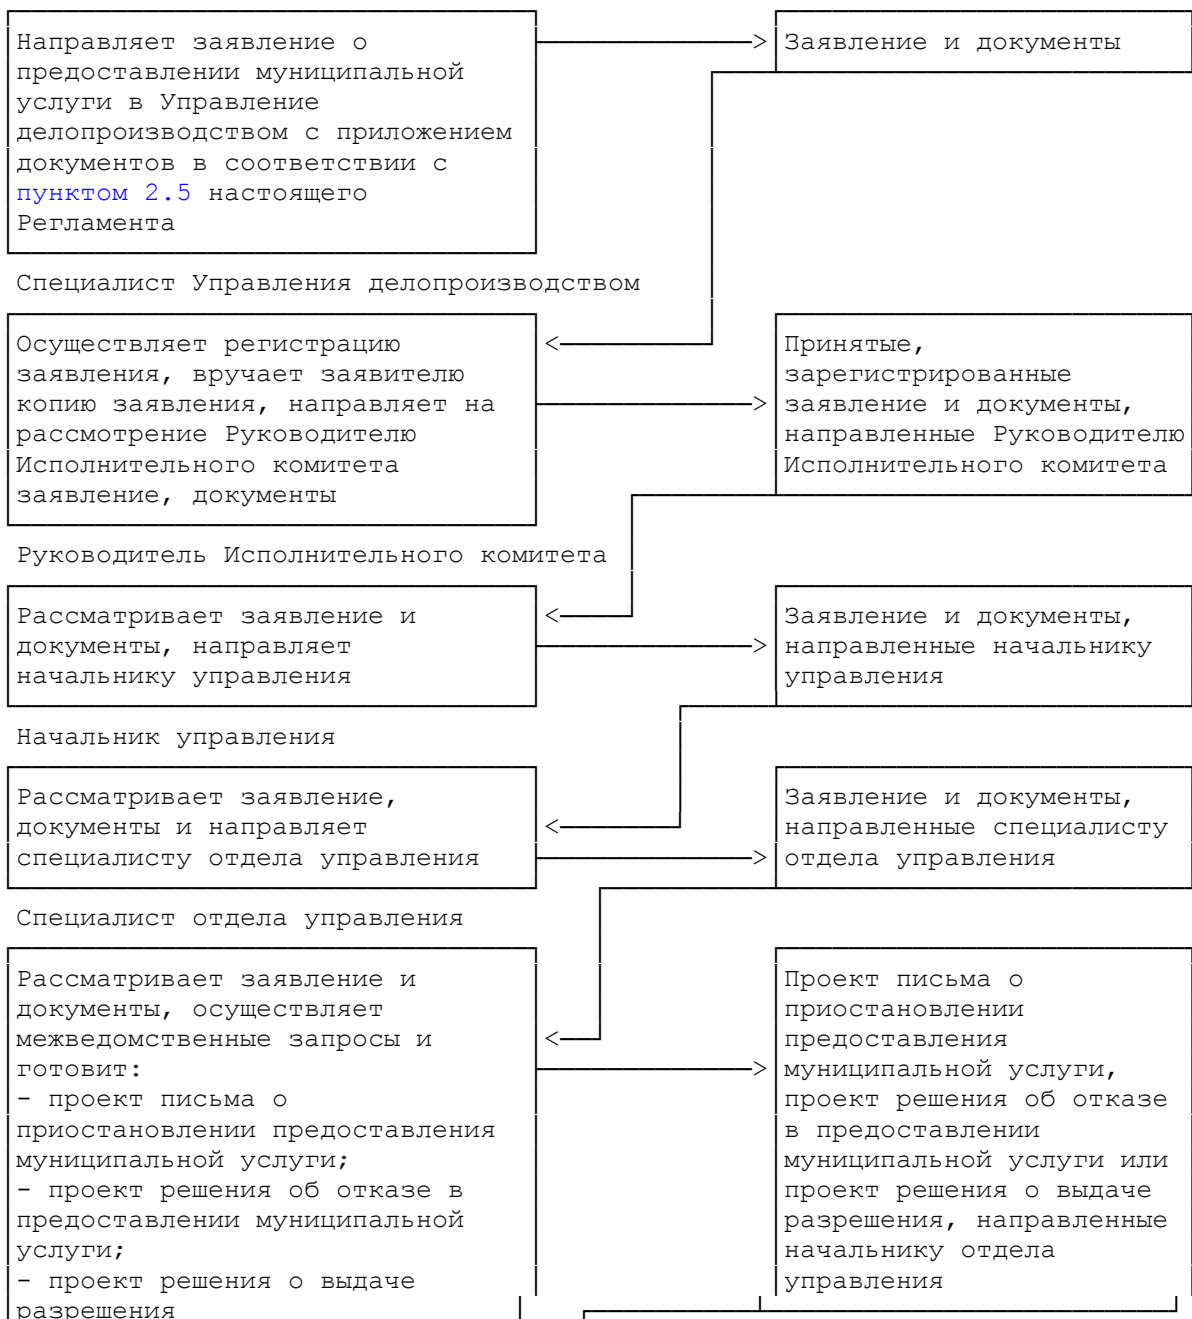 Направляет заявление о
предоставлении муниципальной
услуги в Управление
делопроизводством с приложением
документов в соответствии с
пунктом 2.5 настоящего
Регламента
Заявление и документы
Специалист Управления делопроизводством
Осуществляет регистрацию
заявления, вручает заявителю
копию заявления, направляет на
рассмотрение Руководителю
Исполнительного комитета
заявление, документы
Принятые,
зарегистрированные
заявление и документы,
направленные Руководителю
Исполнительного комитета
Руководитель Исполнительного комитета
Рассматривает заявление и
документы, направляет
начальнику управления
Заявление и документы,
направленные начальнику
управления
Начальник управления
Рассматривает заявление,
документы и направляет
специалисту отдела управления
Заявление и документы,
направленные специалисту
отдела управления
Специалист отдела управления
Рассматривает заявление и
документы, осуществляет
межведомственные запросы и
готовит:
- проект письма о
приостановлении предоставления
муниципальной услуги;
- проект решения об отказе в
предоставлении муниципальной
услуги;
- проект решения о выдаче
разрешения
Проект письма о
приостановлении
предоставления
муниципальной услуги,
проект решения об отказе
в предоставлении
муниципальной услуги или
проект решения о выдаче
разрешения, направленные
начальнику отдела
управления